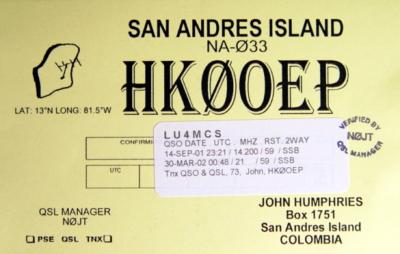 SAN ANDRES ISLAND
NA-Ø33
HKØOEP
LAT: 13°N LONG: 81.5°W
CONFIRMI
UTC
LU4MCS
QSO DATE . UTC . MHZ . RST. 2WAY
14-SEP-01 23:21 / 14.200 / 59 / SSB
30-MAR-02 00:48 / 21 / 59 / SSB
Tnx QSO & QSL, 73, John, HKØOEP
VERIFIED BY
NØJT
QSL MANAGER
QSL MANAGER
NØJT
PSE QSL TNX
JOHN HUMPHRIES
Box 1751
San Andres Island
COLOMBIA